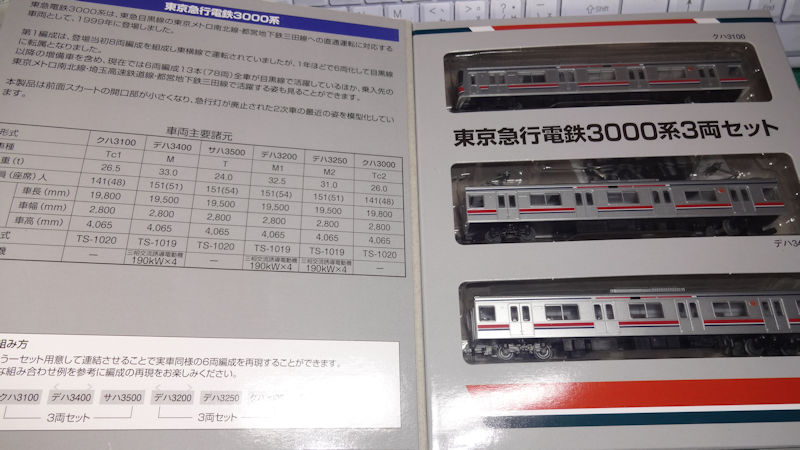 東京急行電鉄3000系
東急電鉄3000系は、東急目黒線の東京メトロ南北線・都営地下鉄三田線への直通運転に対応する
車両として、1999年に登場しました。
第1編成は、登場当初8両編成を組成し東横線で運転されていましたが、1年ほどで6両化して目黒線
に転属となりました。
以降の増備車を含め、現在では6両編成13本(78両)全車が目黒線で活躍しているほか、乗入先の
東京メトロ南北線・埼玉高速鉄道線・都営地下鉄三田線で活躍する姿も見ることができます。
本製品は前面スカートの開口部が小さくなり、急行灯が廃止された2次車の最近の姿を模型化してい
ます。
車両主要諸元
形式 クハ3100 デハ3400 サハ3500 デハ3200 デハ3250 クハ3000
車種 Tc1 M T M1 M2 Tc2
重(t) 26.5 33.0 24.0 32.5 31.0 26.0
員(座席)人 141(48) 151(51) 151(54) 151(54) 151(51) 141(48)
車長(mm) 19,800 19,500 19,500 19,500 19,500 19,800
車幅(mm) 2,800 2,800 2,800 2,800 2,800 2,800
車高(mm) 4,065 4,065 4,065 4,065 4,065 4,065
式 TS-1020 TS-1019 TS-1020 TS-1019 TS-1019 TS-1020
機 — 三相交流誘導電動機 190kW×4 — 三相交流誘導電動機 190kW×4 三相交流誘導電動機 190kW×4 —
組み方
ラーセット用意して連結させることで実車同様の6両編成を再現することができます。
な組み合わせ例を参考に編成の再現をお楽しみください。
クハ3100 デハ3400 サハ3500 デハ3200 デハ3250
3両セット 3両セット
クハ3100
東京急行電鉄3000系3両セット
デハ34